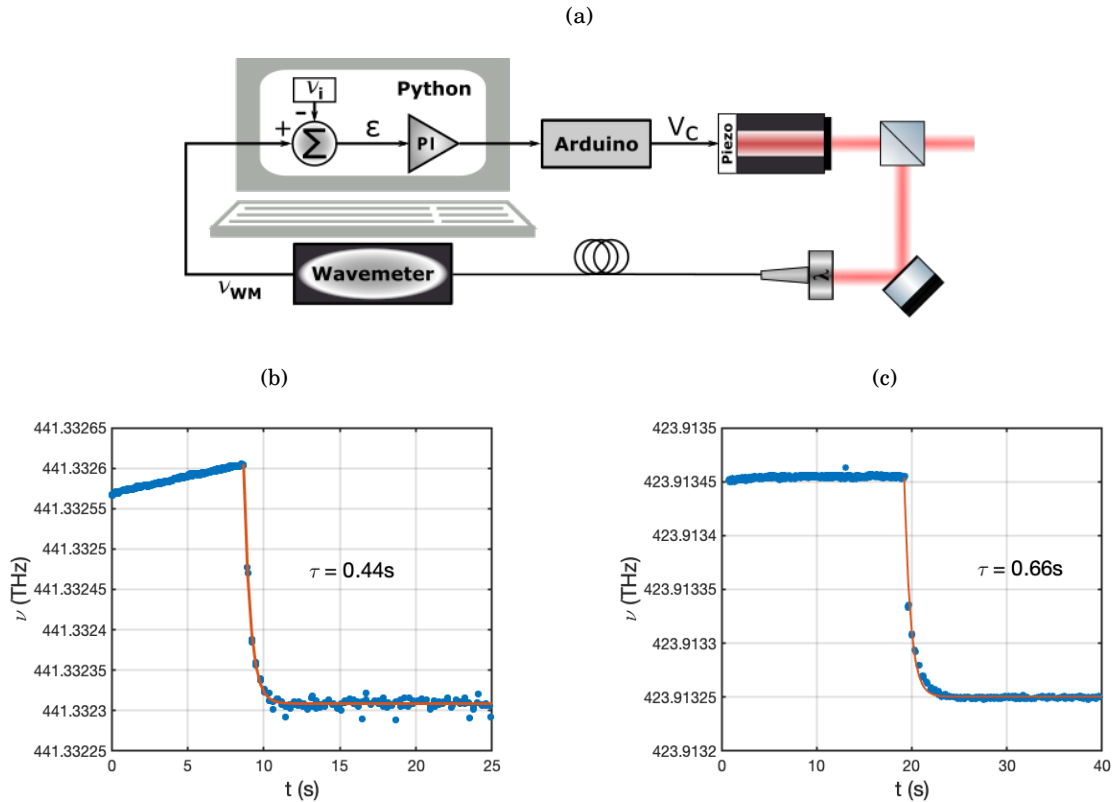 (a)
ν_i
Python
−
+
Σ
ε
PI
Arduino
V_C
Piezo
Wavemeter
ν_WM
λ
(b)
441.33265
441.3326
441.33255
441.3325
441.33245
441.3324
441.33235
441.3323
441.33225
ν (THz)
τ = 0.44s
0 5 10 15 20 25
t (s)
(c)
423.9135
423.91345
423.9134
423.91335
423.9133
423.91325
423.9132
ν (THz)
τ = 0.66s
0 10 20 30 40
t (s)